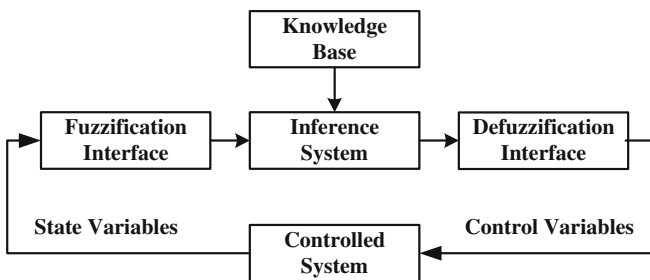 Knowledge
Base
Fuzzification
Interface
Inference
System
Defuzzification
Interface
State Variables
Control Variables
Controlled
System